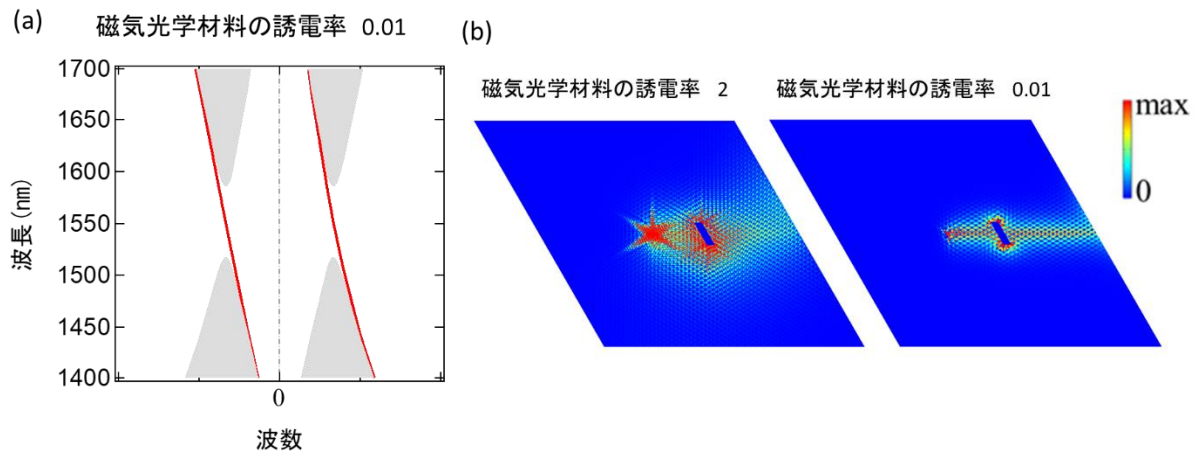 (a)
磁気光学材料の誘電率 0.01
1700
1650
1600
1550
1500
1450
1400
波長(nm)
0
波数
(b)
磁気光学材料の誘電率 2
磁気光学材料の誘電率 0.01
max
0